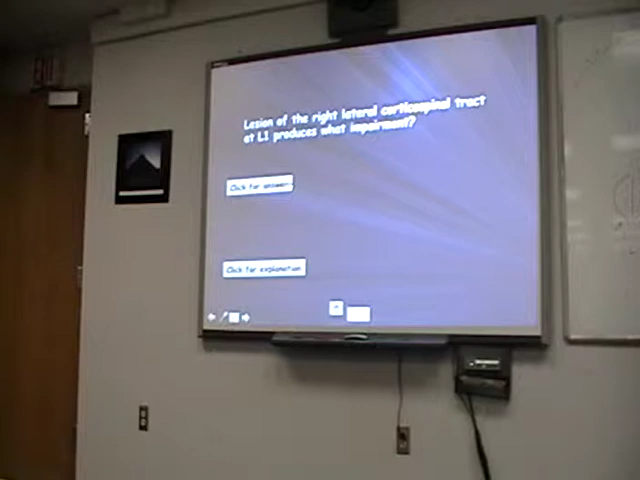 Lesion of the right lateral corticospinal tract
at L1 produces what impairment?
Click for answer
Click for explanation